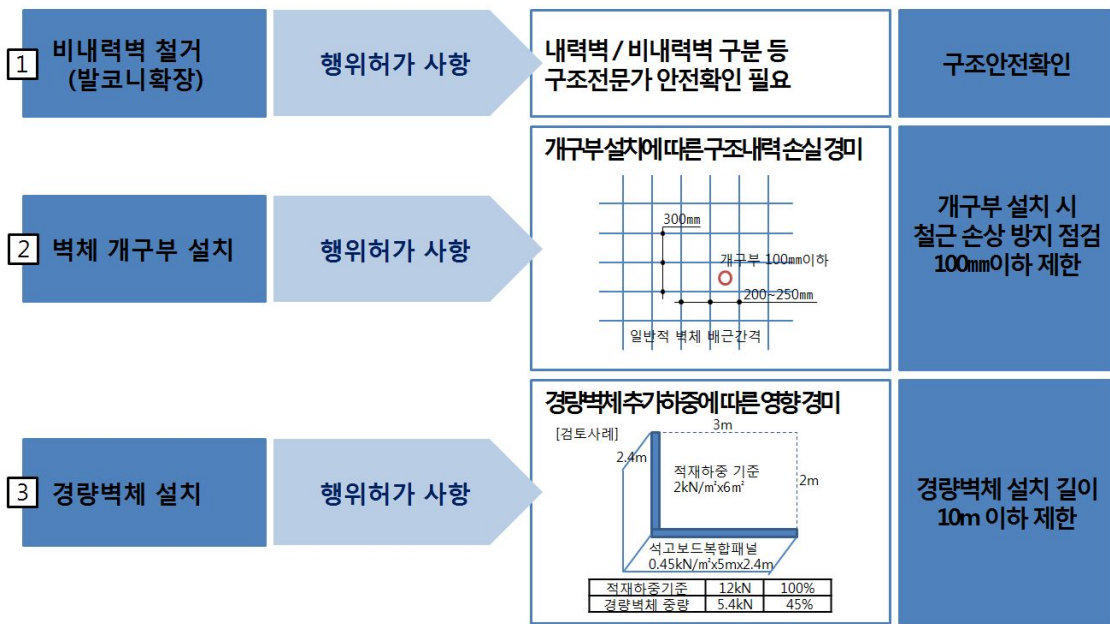 1
비내력벽 철거
(발코니확장)
행위허가 사항
내력벽 / 비내력벽 구분 등
구조전문가 안전확인 필요
구조안전확인
2
벽체 개구부 설치
행위허가 사항
개구부 설치에 따른 구조내력 손실 경미
300㎜
개구부 100㎜이하
200~250㎜
일반적 벽체 배근간격
개구부 설치 시
철근 손상 방지 점검
100㎜이하 제한
3
경량벽체 설치
행위허가 사항
경량벽체 추가하중에 따른 영향 경미
[검토사례]
3m
2.4m
적재하중 기준
2kN/㎡x6㎡
2m
석고보드복합패널
0.45kN/㎡x5mx2.4m
적재하중기준 12kN 100%
경량벽체 중량 5.4kN 45%
경량벽체 설치 길이
10m 이하 제한